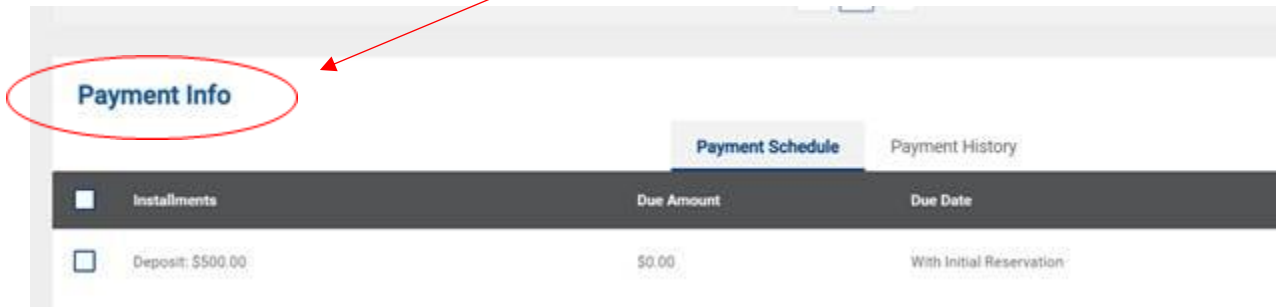 Payment Info
Payment Schedule Payment History
Installments Due Amount Due Date
Deposit: $500.00 $0.00 With Initial Reservation